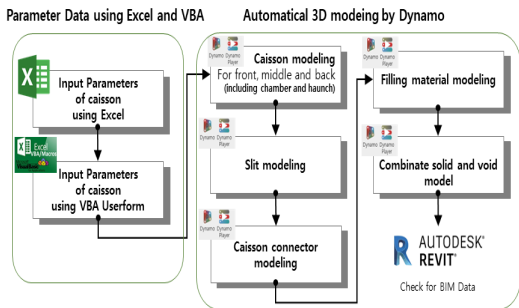 Parameter Data using Excel and VBA
Automatical 3D modeing by Dynamo
Input Parameters
of caisson
using Excel
Excel
VBA/Macros
Input Parameters
of caisson
using VBA Userform
Dynamo Dynamo
Player
Caisson modeling
For front, middle and back
(including chamber and haunch)
Dynamo Dynamo
Player
Slit modeling
Dynamo Dynamo
Player
Caisson connector
modeling
Dynamo Dynamo
Player
Filling material modeling
Dynamo Dynamo
Player
Combinate solid and void
model
R
AUTODESK®
REVIT®
Check for BIM Data